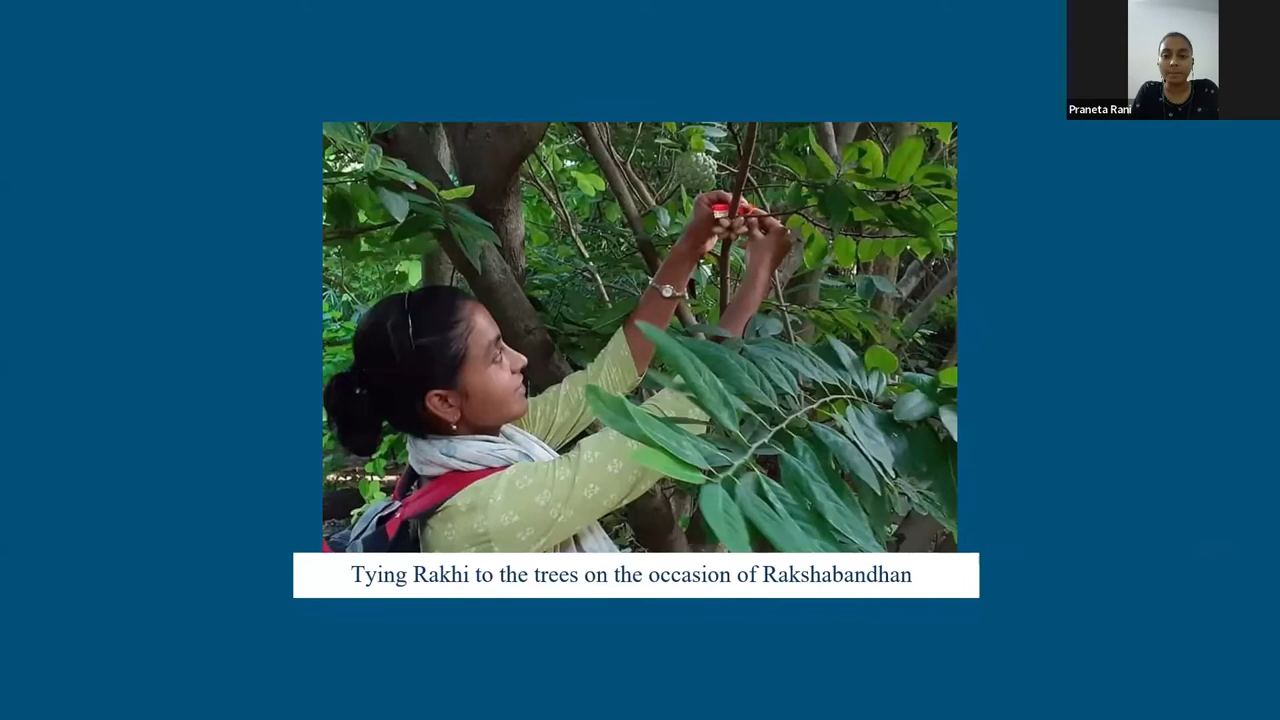 Praneta Rani
Tying Rakhi to the trees on the occasion of Rakshabandhan